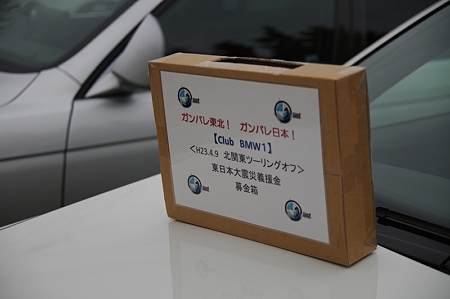 ガンバレ東北！ ガンバレ日本！
【Club BMW1】
＜H23.4.9 北関東ツーリングオフ＞
東日本大震災義援金
募金箱